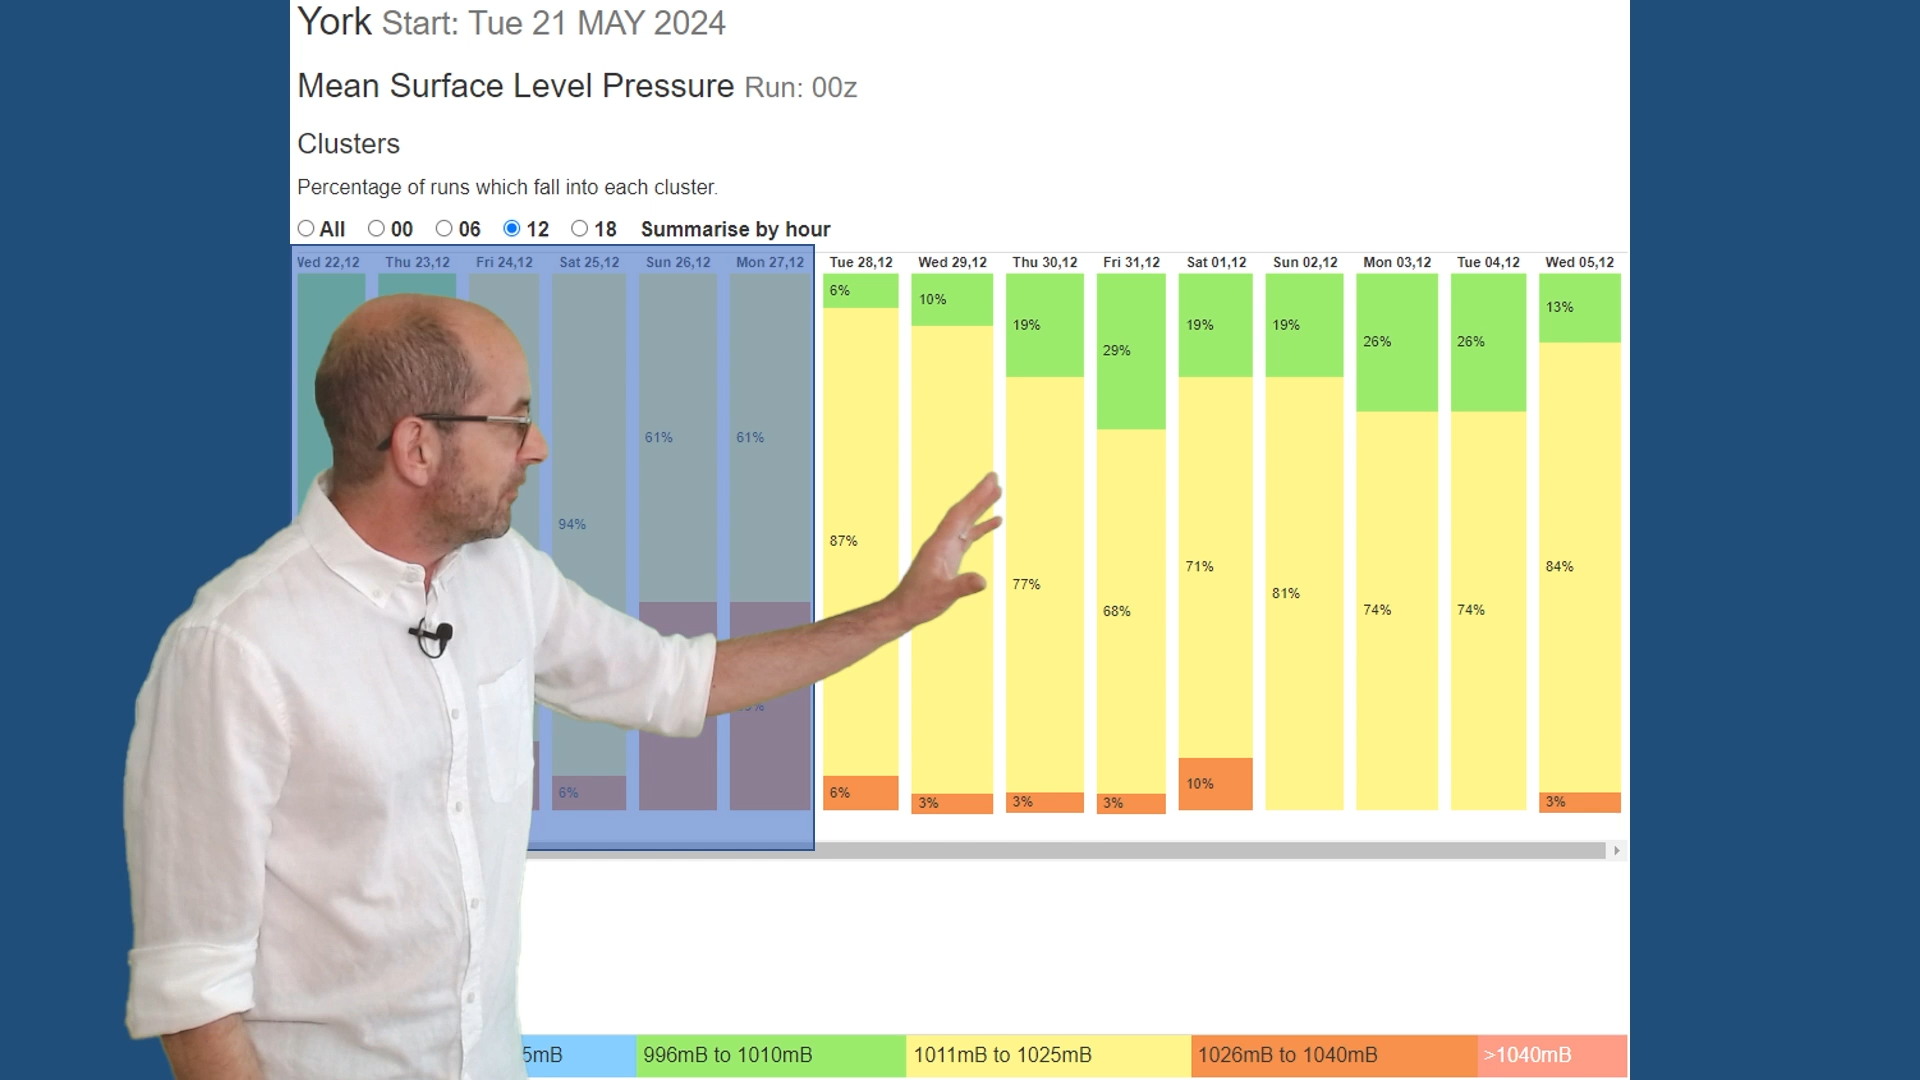 York Start: Tue 21 MAY 2024
Mean Surface Level Pressure Run: 00z
Clusters
Percentage of runs which fall into each cluster.
All 00 06 12 18 Summarise by hour
Wed 22,12 Thu 23,12 Fri 24,12 Sat 25,12 Sun 26,12 Mon 27,12 Tue 28,12 Wed 29,12 Thu 30,12 Fri 31,12 Sat 01,12 Sun 02,12 Mon 03,12 Tue 04,12 Wed 05,12
6% 10% 19% 29% 19% 19% 26% 26% 13%
61% 61%
94% 87% 77% 68% 71% 81% 74% 74% 84%
6% 6% 3% 3% 3% 10% 3%
5mB 996mB to 1010mB 1011mB to 1025mB 1026mB to 1040mB >1040mB